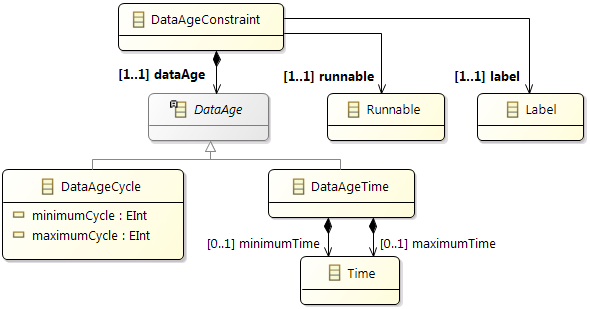 DataAgeConstraint
[1..1] dataAge
[1..1] runnable
[1..1] label
DataAge
Runnable
Label
DataAgeCycle
minimumCycle : EInt
maximumCycle : EInt
DataAgeTime
[0..1] minimumTime
[0..1] maximumTime
Time